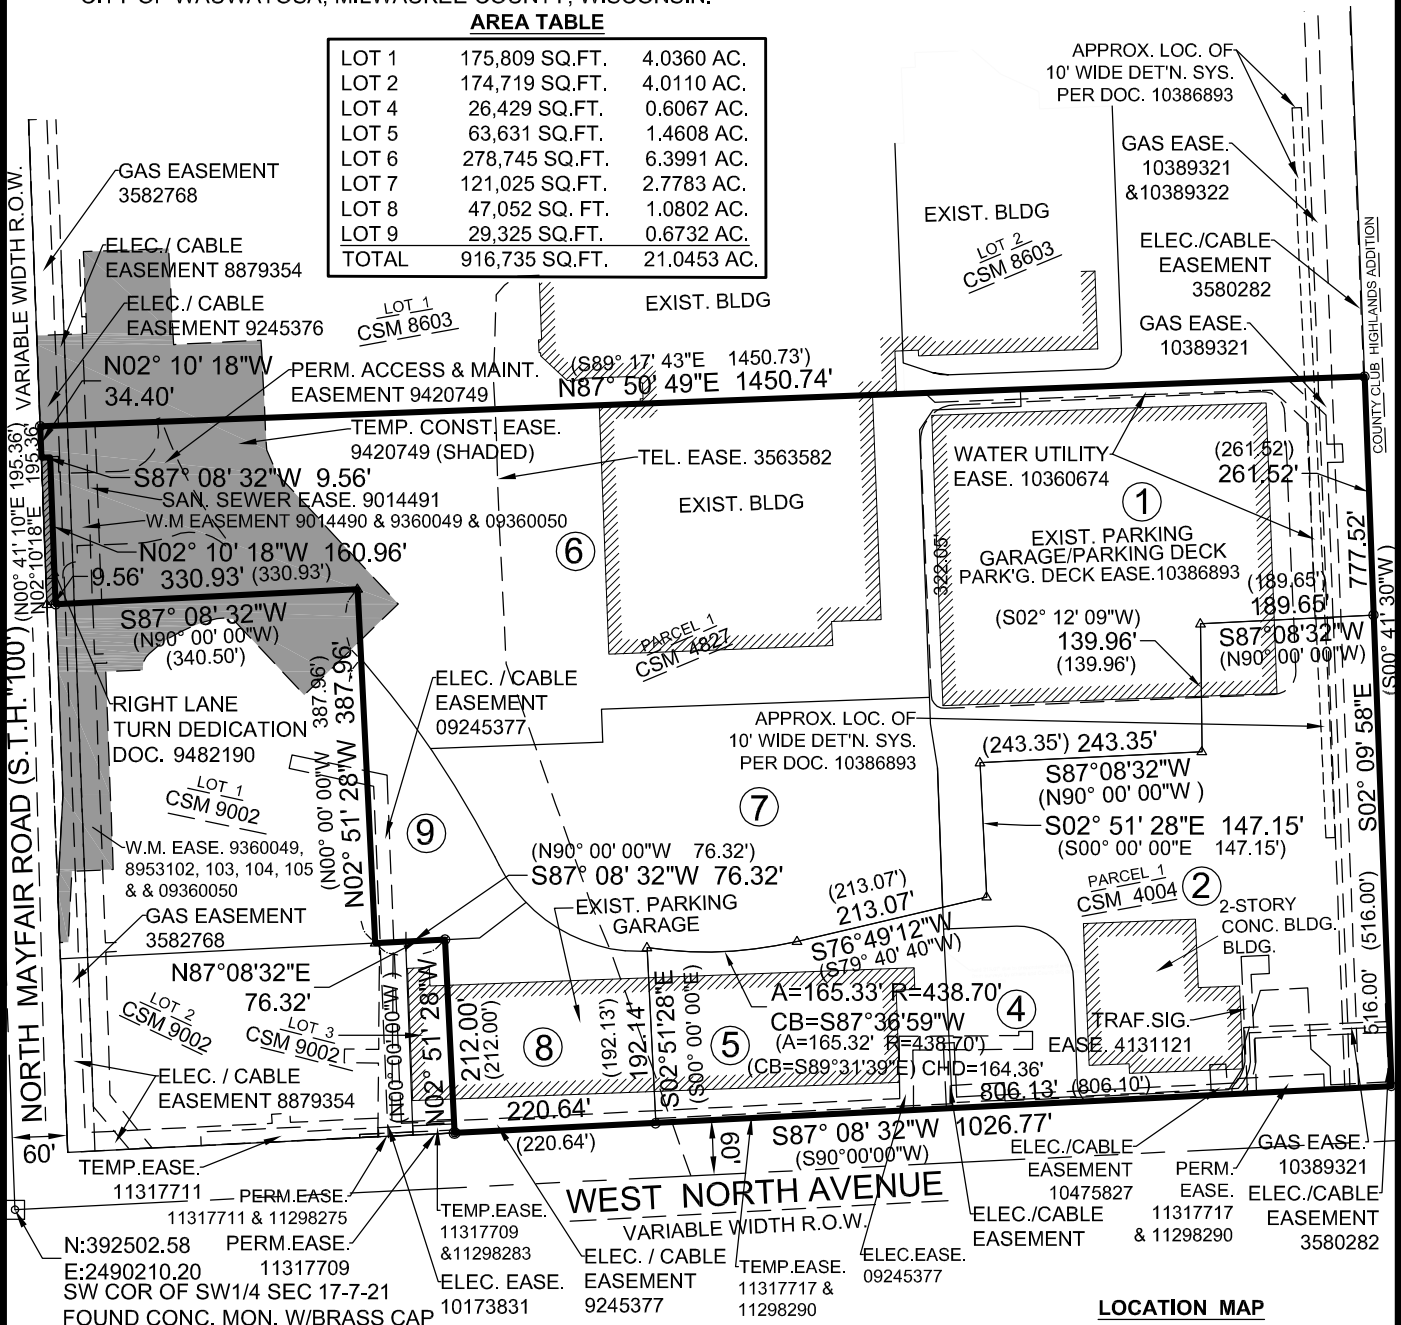 CITY OF WAUWATOSA, MILWAUKEE COUNTY, WISCONSIN.
AREA TABLE
LOT 1 175,809 SQ.FT. 4.0360 AC.
LOT 2 174,719 SQ.FT. 4.0110 AC.
LOT 4 26,429 SQ.FT. 0.6067 AC.
LOT 5 63,631 SQ.FT. 1.4608 AC.
LOT 6 278,745 SQ.FT. 6.3991 AC.
LOT 7 121,025 SQ.FT. 2.7783 AC.
LOT 8 47,052 SQ. FT. 1.0802 AC.
LOT 9 29,325 SQ.FT. 0.6732 AC.
TOTAL 916,735 SQ.FT. 21.0453 AC.
APPROX. LOC. OF
10' WIDE DET'N. SYS.
PER DOC. 10386893
GAS EASE.
10389321
&10389322
ELEC./CABLE
EASEMENT
3580282
GAS EASE.
10389321
COUNTY CLUB HIGHLANDS ADDITION
EXIST. BLDG
LOT 2
CSM 8603
EXIST. BLDG
LOT 1
CSM 8603
GAS EASEMENT
3582768
ELEC./ CABLE
EASEMENT 8879354
ELEC./ CABLE
EASEMENT 9245376
VARIABLE WIDTH R.O.W.
N02° 10' 18"W
34.40'
PERM. ACCESS & MAINT.
EASEMENT 9420749
(S89° 17' 43"E 1450.73')
N87° 50' 49"E 1450.74'
TEMP. CONST. EASE.
9420749 (SHADED)
S87° 08' 32"W 9.56'
SAN. SEWER EASE. 9014491
W.M EASEMENT 9014490 & 9360049 & 09360050
N02° 10' 18"W 160.96'
9.56' 330.93' (330.93')
S87° 08' 32"W
(N90° 00' 00"W)
(340.50')
(N00° 41' 10"E 195.36')
N02°10'18"E 195.36'
TEL. EASE. 3563582
EXIST. BLDG
6
PARCEL 1
CSM 4827
WATER UTILITY
EASE. 10360674
1
(261.52')
261.52'
EXIST. PARKING
GARAGE/PARKING DECK
PARK'G. DECK EASE.10386893
322.05'
777.52'
(S02° 12' 09"W)
139.96'
(139.96')
(189.65')
189.65'
S87°08'32"W
(N90° 00' 00"W)
(S00° 41' 30"W)
S02° 09' 58"E
RIGHT LANE
TURN DEDICATION
DOC. 9482190
387.96'
(N00° 00' 00"W
N02° 51' 28"W 387.96'
ELEC. / CABLE
EASEMENT
09245377
APPROX. LOC. OF
10' WIDE DET'N. SYS.
PER DOC. 10386893
(243.35') 243.35'
S87°08'32"W
(N90° 00' 00"W )
S02° 51' 28"E 147.15'
(S00° 00' 00"E 147.15')
LOT 1
CSM 9002
7
9
W.M. EASE. 9360049,
8953102, 103, 104, 105
& & 09360050
(N90° 00' 00"W 76.32')
S87° 08' 32"W 76.32'
EXIST. PARKING
GARAGE
(213.07')
213.07'
S76°49'12"W
(S79° 40' 40"W)
PARCEL 1
CSM 4004
2
2-STORY
CONC. BLDG.
BLDG.
516.00' (516.00')
GAS EASEMENT
3582768
N87°08'32"E
76.32'
LOT 2
CSM 9002
LOT 3
CSM 9002
NORTH MAYFAIR ROAD (S.T.H. "100')
(N00° 00' 00"W)
N02° 51' 28"W
212.00'
(212.00')
8
(192.13')
192.14'
S02°51'28"E
(S00° 00' 00"E)
5
A=165.33' R=438.70'
CB=S87°36'59"W
(A=165.32' R=438.70')
(CB=S89°31'39"E) CHD=164.36'
4
TRAF.SIG.
EASE. 4131121
ELEC. / CABLE
EASEMENT 8879354
220.64'
(220.64')
806.13' (806.10')
S87° 08' 32"W 1026.77'
(S90°00'00"W)
60'
60'
WEST NORTH AVENUE
VARIABLE WIDTH R.O.W.
TEMP.EASE.
11317711
PERM.EASE.
11317711 & 11298275
PERM.EASE.
11317709
TEMP.EASE.
11317709
&11298283
ELEC. EASE.
10173831
ELEC. / CABLE
EASEMENT
9245377
TEMP.EASE.
11317717 &
11298290
ELEC.EASE.
09245377
ELEC./CABLE
EASEMENT
ELEC./CABLE
EASEMENT
10475827
PERM.
EASE.
11317717
& 11298290
GAS EASE.
10389321
ELEC./CABLE
EASEMENT
3580282
N:392502.58
E:2490210.20
SW COR OF SW1/4 SEC 17-7-21
FOUND CONC. MON. W/BRASS CAP
LOCATION MAP